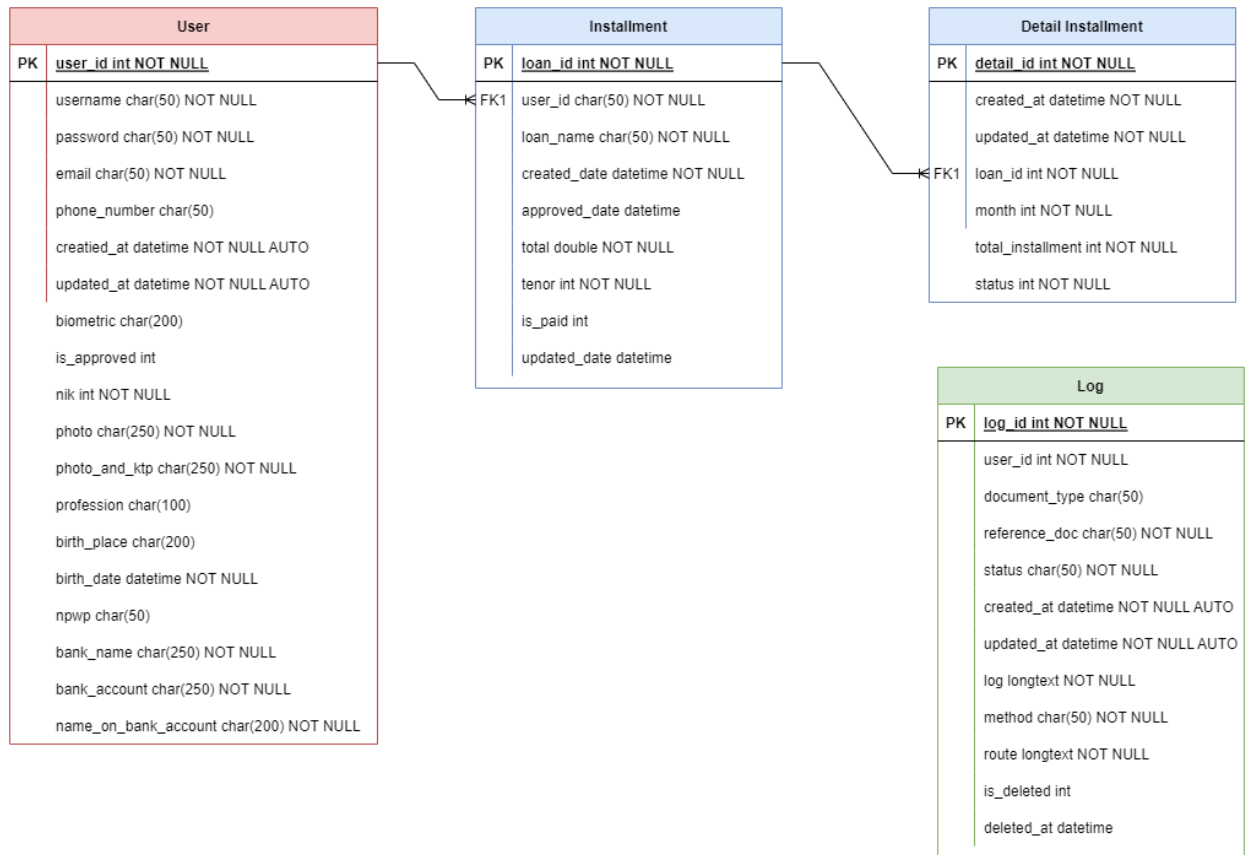 User
PK user_id int NOT NULL
username char(50) NOT NULL
password char(50) NOT NULL
email char(50) NOT NULL
phone_number char(50)
creatied_at datetime NOT NULL AUTO
updated_at datetime NOT NULL AUTO
biometric char(200)
is_approved int
nik int NOT NULL
photo char(250) NOT NULL
photo_and_ktp char(250) NOT NULL
profession char(100)
birth_place char(200)
birth_date datetime NOT NULL
npwp char(50)
bank_name char(250) NOT NULL
bank_account char(250) NOT NULL
name_on_bank_account char(200) NOT NULL
Installment
PK loan_id int NOT NULL
FK1 user_id char(50) NOT NULL
loan_name char(50) NOT NULL
created_date datetime NOT NULL
approved_date datetime
total double NOT NULL
tenor int NOT NULL
is_paid int
updated_date datetime
Detail Installment
PK detail_id int NOT NULL
created_at datetime NOT NULL
updated_at datetime NOT NULL
FK1 loan_id int NOT NULL
month int NOT NULL
total_installment int NOT NULL
status int NOT NULL
Log
PK log_id int NOT NULL
user_id int NOT NULL
document_type char(50)
reference_doc char(50) NOT NULL
status char(50) NOT NULL
created_at datetime NOT NULL AUTO
updated_at datetime NOT NULL AUTO
log longtext NOT NULL
method char(50) NOT NULL
route longtext NOT NULL
is_deleted int
deleted_at datetime